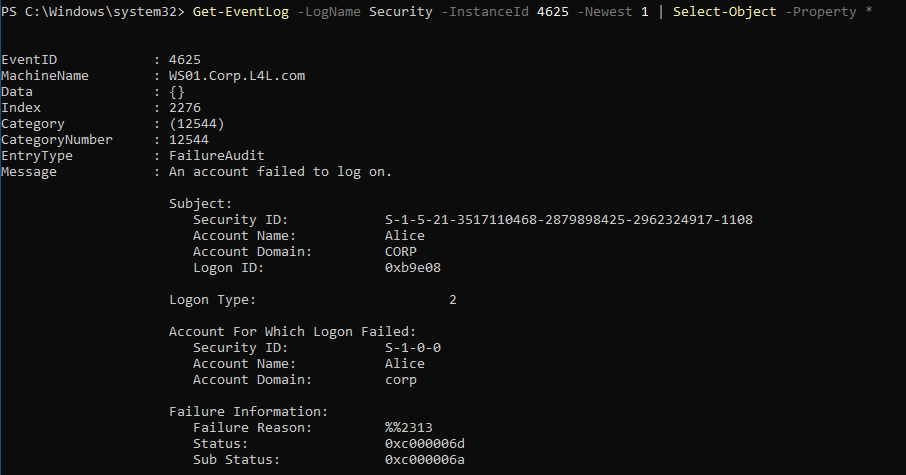 PS C:\Windows\system32> Get-EventLog -LogName Security -InstanceId 4625 -Newest 1 | Select-Object -Property *
EventID            : 4625
MachineName        : WS01.Corp.L4L.com
Data               : {}
Index              : 2276
Category           : (12544)
CategoryNumber     : 12544
EntryType          : FailureAudit
Message            : An account failed to log on.
Subject:
Security ID:            S-1-5-21-3517110468-2879898425-2962324917-1108
Account Name:           Alice
Account Domain:         CORP
Logon ID:               0xb9e08
Logon Type:                     2
Account For Which Logon Failed:
Security ID:            S-1-0-0
Account Name:           Alice
Account Domain:         corp
Failure Information:
Failure Reason:         %%2313
Status:                 0xc000006d
Sub Status:             0xc000006a